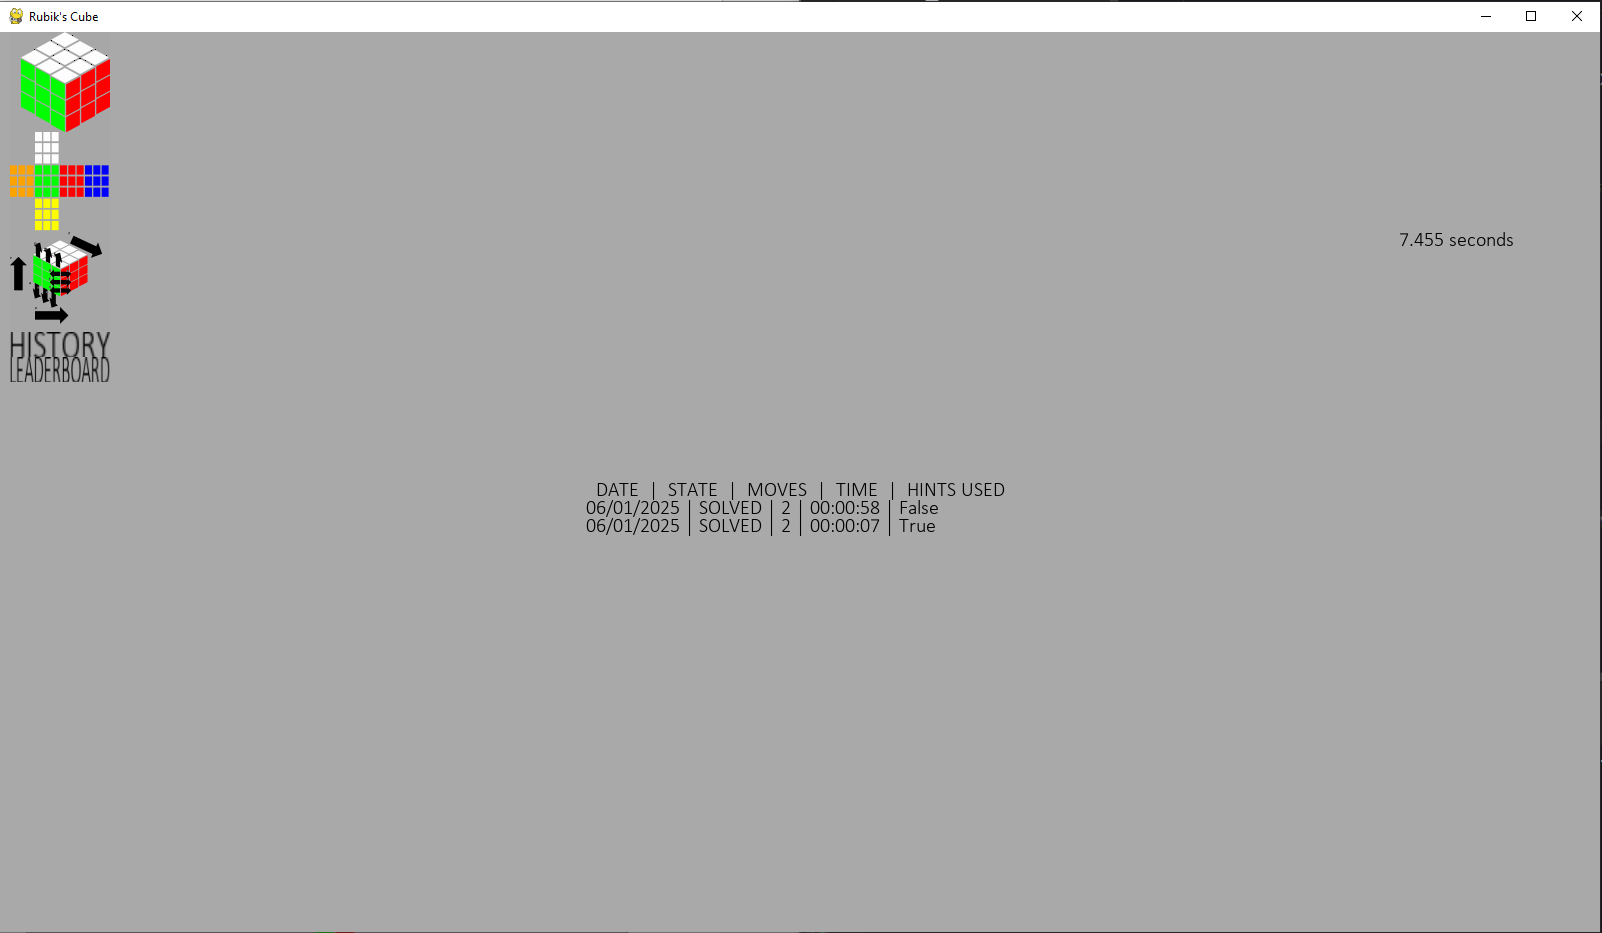 Rubik's Cube
7.455 seconds
HISTORY
LEADERBOARD
DATE | STATE | MOVES | TIME | HINTS USED
06/01/2025 | SOLVED | 2 | 00:00:58 | False
06/01/2025 | SOLVED | 2 | 00:00:07 | True